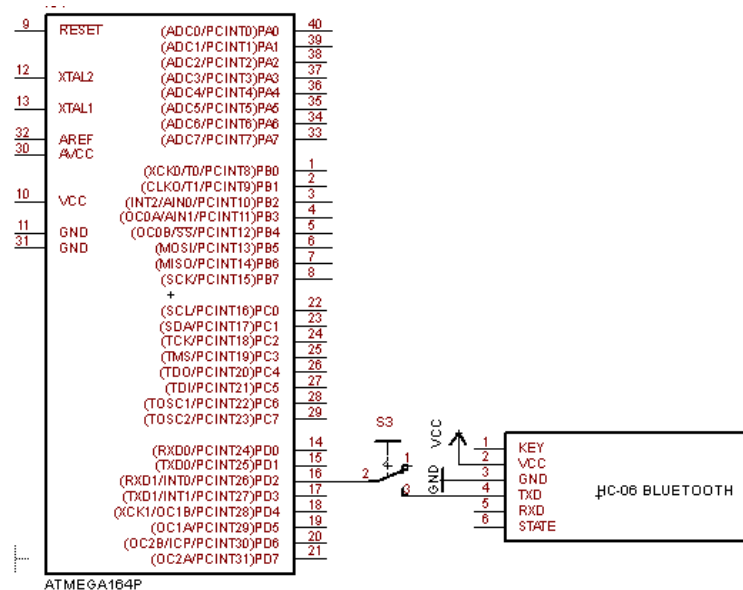 9 RESET (ADC0/PCINT0)PA0 40
(ADC1/PCINT1)PA1 39
(ADC2/PCINT2)PA2 38
12 XTAL2 (ADC3/PCINT3)PA3 37
(ADC4/PCINT4)PA4 36
13 XTAL1 (ADC5/PCINT5)PA5 35
(ADC6/PCINT6)PA6 34
32 AREF (ADC7/PCINT7)PA7 33
30 AVCC
(XCK0/T0/PCINT8)PB0 1
(CLKO/T1/PCINT9)PB1 2
10 VCC (INT2/AIN0/PCINT10)PB2 3
(OC0A/AIN1/PCINT11)PB3 4
11 GND (OC0B/SS/PCINT12)PB4 5
31 GND (MOSI/PCINT13)PB5 6
(MISO/PCINT14)PB6 7
(SCK/PCINT15)PB7 8
(SCL/PCINT16)PC0 22
(SDA/PCINT17)PC1 23
(TCK/PCINT18)PC2 24
(TMS/PCINT19)PC3 25
(TDO/PCINT20)PC4 26
(TDI/PCINT21)PC5 27
(TOSC1/PCINT22)PC6 28
(TOSC2/PCINT23)PC7 29
(RXD0/PCINT24)PD0 14
(TXD0/PCINT25)PD1 15
(RXD1/INT0/PCINT26)PD2 16
(TXD1/INT1/PCINT27)PD3 17
(XCK1/OC1B/PCINT28)PD4 18
(OC1A/PCINT29)PD5 19
(OC2B/ICP/PCINT30)PD6 20
(OC2A/PCINT31)PD7 21
ATMEGA164P
S3
2 1
3
VCC
GND
1 KEY
2 VCC
3 GND
4 TXD
5 RXD
6 STATE
HC-06 BLUETOOTH